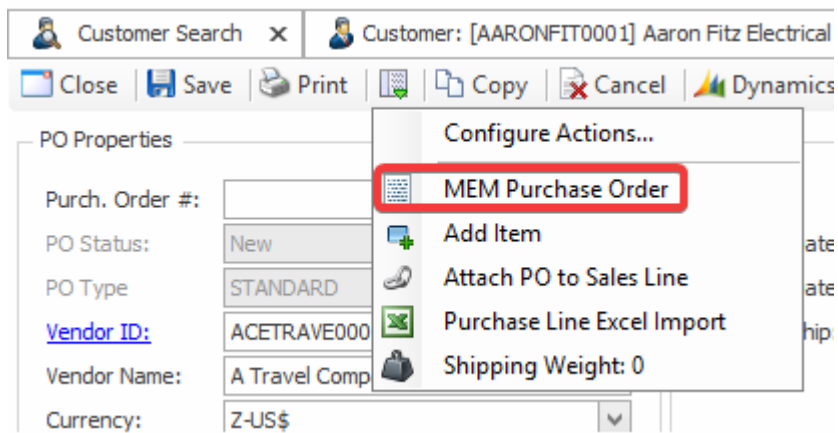 Customer Search × Customer: [AARONFIT0001] Aaron Fitz Electrical
Close Save Print Copy Cancel Dynamics
PO Properties
Configure Actions...
Purch. Order #:
MEM Purchase Order
PO Status: New
Add Item
PO Type STANDARD
Attach PO to Sales Line
Vendor ID: ACETRAVE000
Purchase Line Excel Import
Vendor Name: A Travel Comp
Shipping Weight: 0
Currency: Z-US$